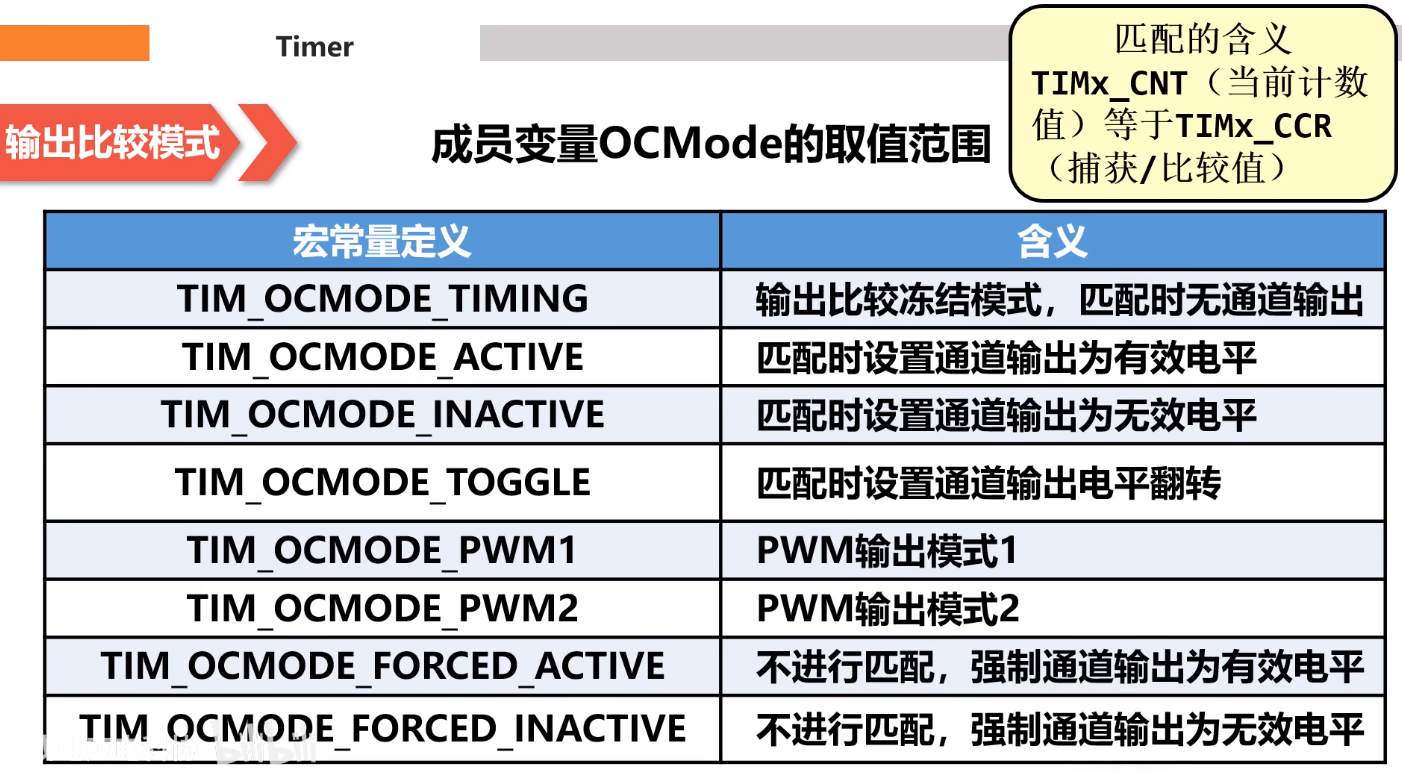 Timer
匹配的含义
TIMx_CNT（当前计数
值）等于TIMx_CCR
（捕获/比较值）
输出比较模式
成员变量OCMode的取值范围
宏常量定义 含义
TIM_OCMODE_TIMING 输出比较冻结模式，匹配时无通道输出
TIM_OCMODE_ACTIVE 匹配时设置通道输出为有效电平
TIM_OCMODE_INACTIVE 匹配时设置通道输出为无效电平
TIM_OCMODE_TOGGLE 匹配时设置通道输出电平翻转
TIM_OCMODE_PWM1 PWM输出模式1
TIM_OCMODE_PWM2 PWM输出模式2
TIM_OCMODE_FORCED_ACTIVE 不进行匹配，强制通道输出为有效电平
TIM_OCMODE_FORCED_INACTIVE 不进行匹配，强制通道输出为无效电平
bilibili